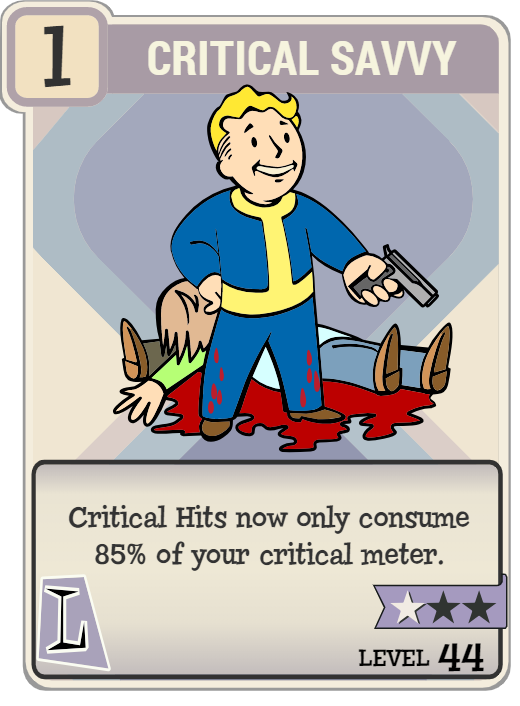 1
CRITICAL SAVVY
Critical Hits now only consume
85% of your critical meter.
L
LEVEL 44